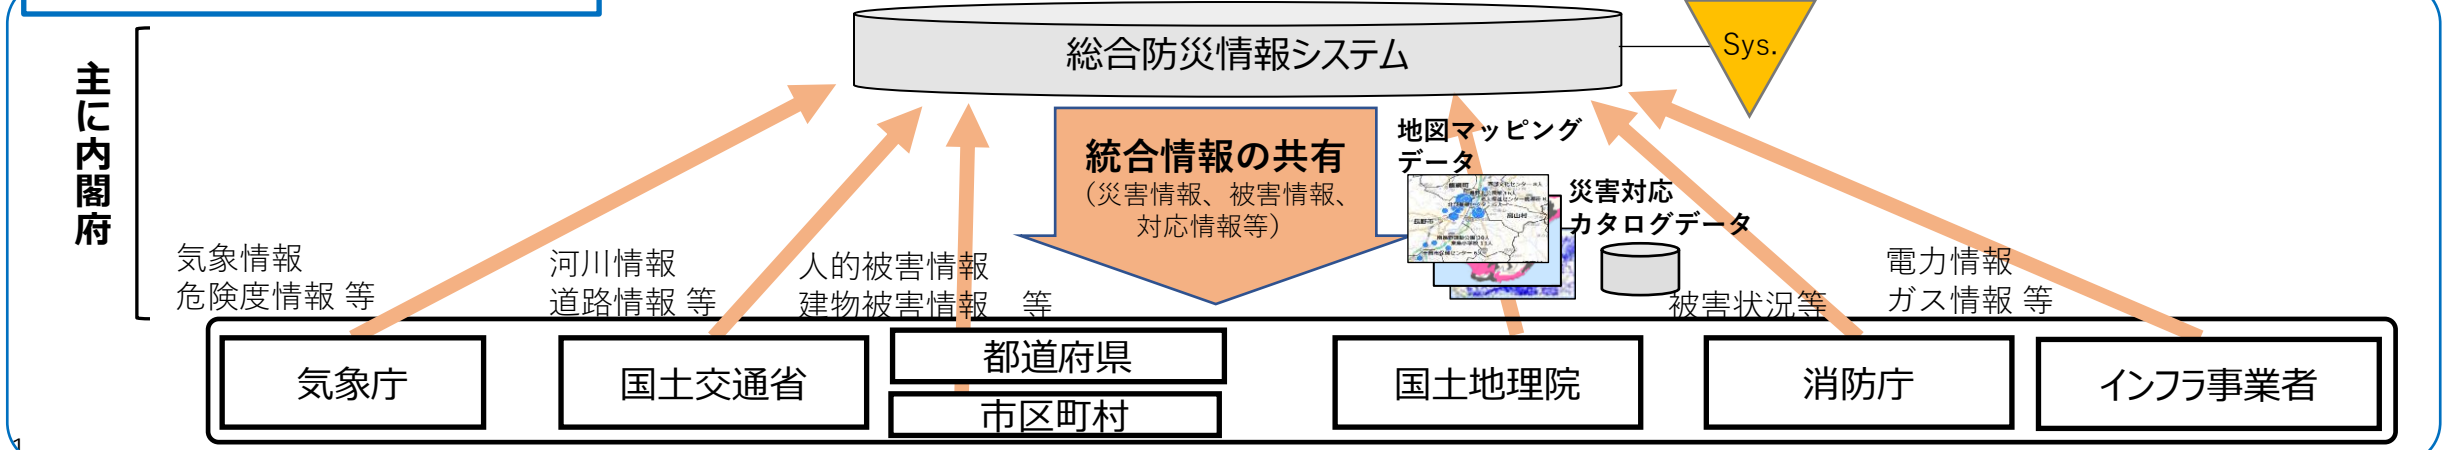 総合防災情報システム
Sys.
主に内閣府
統合情報の共有
（災害情報、被害情報、
対応情報等）
地図マッピング
データ
災害対応
カタログデータ
気象情報
危険度情報 等
河川情報
道路情報 等
人的被害情報
建物被害情報　等
被害状況等
電力情報
ガス情報 等
気象庁
国土交通省
都道府県
市区町村
国土地理院
消防庁
インフラ事業者